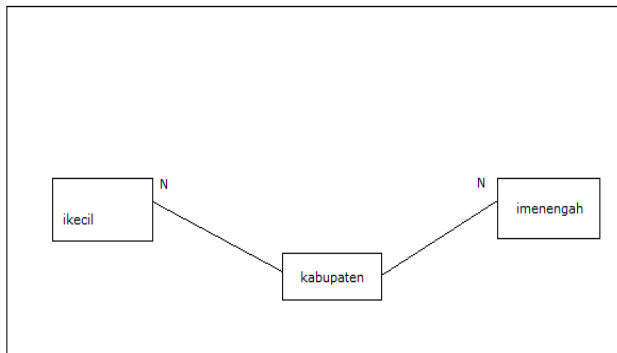 N
N
ikecil
imenengah
kabupaten